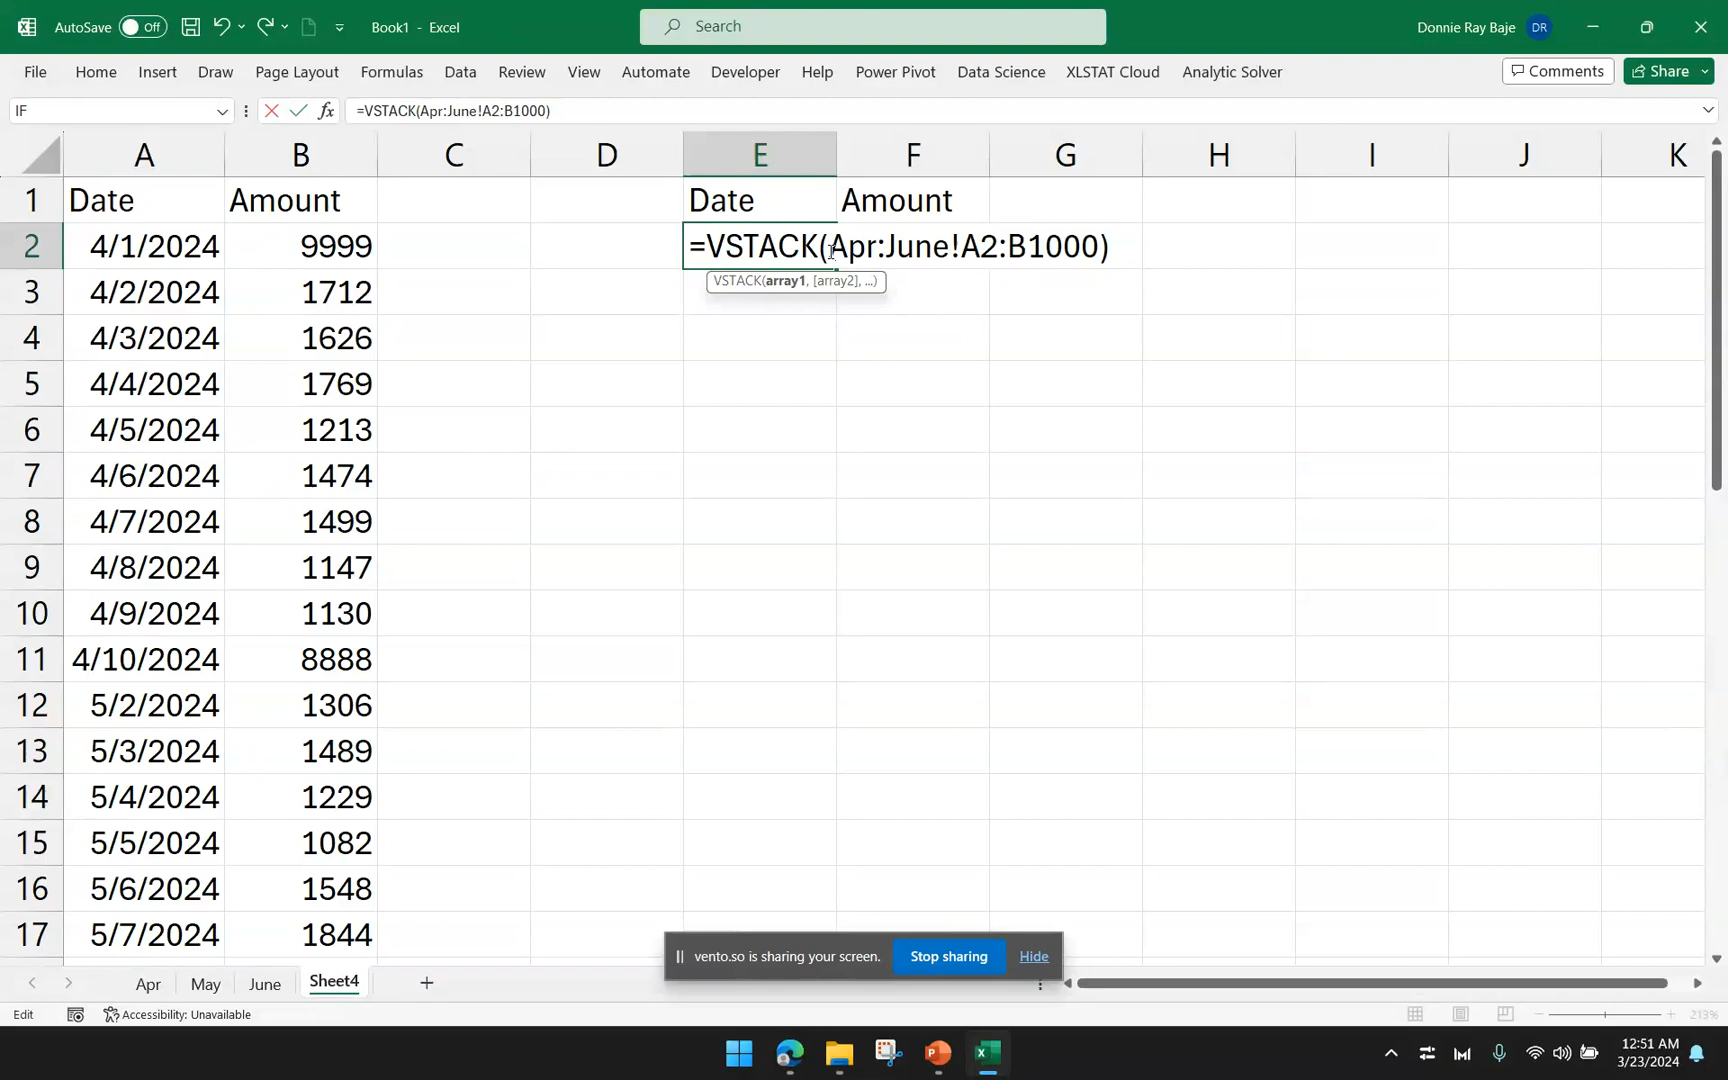 AutoSave Off Book1 - Excel Search Donnie Ray Baje DR
File Home Insert Draw Page Layout Formulas Data Review View Automate Developer Help Power Pivot Data Science XLSTAT Cloud Analytic Solver Comments Share
IF fx =VSTACK(Apr:June!A2:B1000)
A B C D E F G H I J K
1 Date Amount Date Amount
2 4/1/2024 9999 =VSTACK(Apr:June!A2:B1000)
VSTACK(array1, [array2], ...)
3 4/2/2024 1712
4 4/3/2024 1626
5 4/4/2024 1769
6 4/5/2024 1213
7 4/6/2024 1474
8 4/7/2024 1499
9 4/8/2024 1147
10 4/9/2024 1130
11 4/10/2024 8888
12 5/2/2024 1306
13 5/3/2024 1489
14 5/4/2024 1229
15 5/5/2024 1082
16 5/6/2024 1548
17 5/7/2024 1844
vento.so is sharing your screen. Stop sharing Hide
Apr May June Sheet4
Edit Accessibility: Unavailable 213%
12:51 AM
3/23/2024